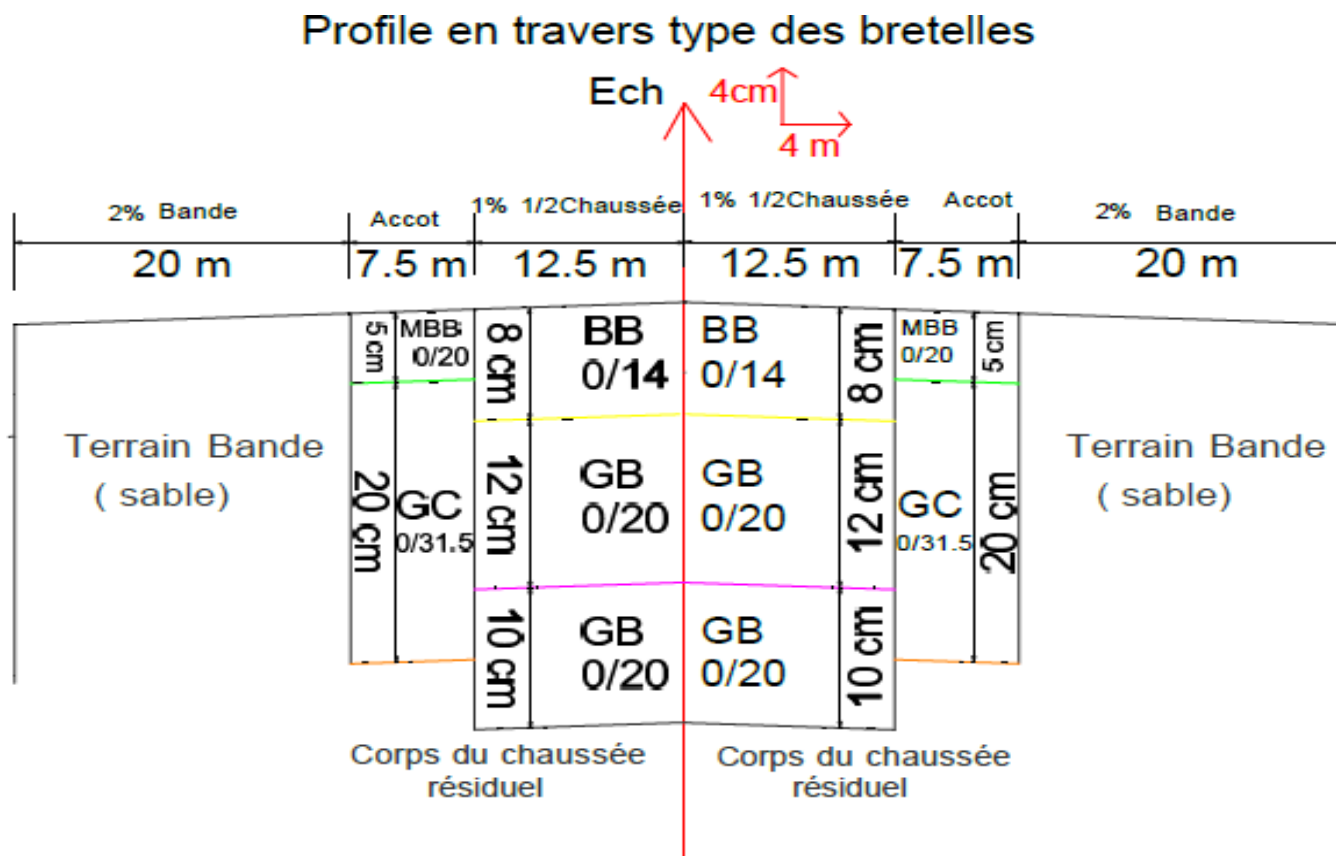 Profile en travers type des bretelles
Ech
4cm
4 m
2% Bande
Accot
1% 1/2Chaussée
1% 1/2Chaussée
Accot
2% Bande
20 m
7.5 m
12.5 m
12.5 m
7.5 m
20 m
5 cm
MBB
0/20
8 cm
BB
0/14
BB
0/14
8 cm
MBB
0/20
5 cm
Terrain Bande
( sable)
20 cm
GC
0/31.5
12 cm
GB
0/20
GB
0/20
12 cm
GC
0/31.5
20 cm
Terrain Bande
( sable)
10 cm
GB
0/20
GB
0/20
10 cm
Corps du chaussée
résiduel
Corps du chaussée
résiduel